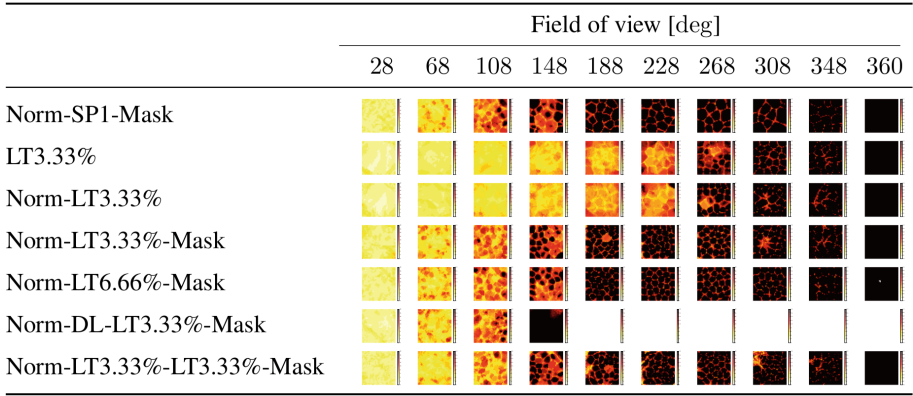 Field of view [deg]
28 68 108 148 188 228 268 308 348 360
Norm-SP1-Mask
LT3.33%
Norm-LT3.33%
Norm-LT3.33%-Mask
Norm-LT6.66%-Mask
Norm-DL-LT3.33%-Mask
Norm-LT3.33%-LT3.33%-Mask